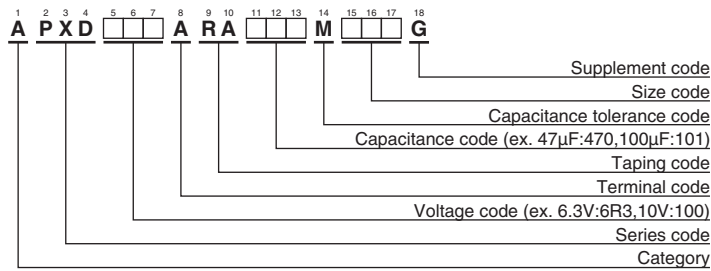 1 2 3 4 5 6 7 8 9 10 11 12 13 14 15 16 17 18
A PXD A RA M G
Supplement code
Size code
Capacitance tolerance code
Capacitance code (ex. 47μF:470,100μF:101)
Taping code
Terminal code
Voltage code (ex. 6.3V:6R3,10V:100)
Series code
Category